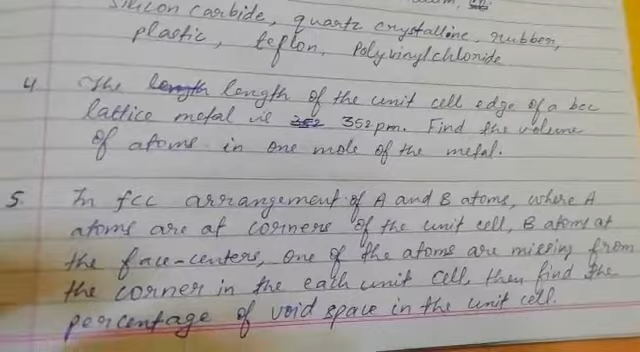 Silicon carbide, quartz crystalline, rubber,
plastic, teflon, Polyvinyl chloride
4 The length length of the unit cell edge of a bcc
lattice metal is 352 352 pm. Find the volume
of atoms in one mole of the metal.
5. In fcc arrangement of A and B atoms, where A
atoms are at corners of the unit cell, B atoms at
the face-centers, one of the atoms are missing from
the corner in the each unit cell, then find the
percentage of void space in the unit cell.